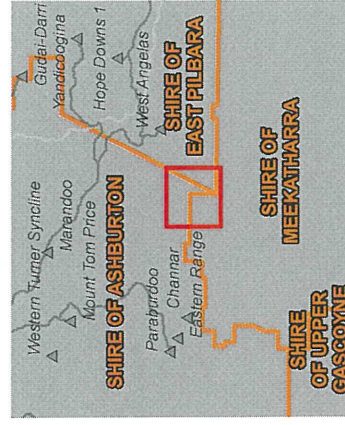 Gudai-Darri
Yandicoogina
Hope Downs 1
West Angelas
SHIRE OF
EAST PILBARA
Western Turner Syncline
Marandoo
Mount Tom Price
SHIRE OF ASHBURTON
Paraburdoo
Channar
Eastern Range
SHIRE OF
MEEKATHARRA
SHIRE
OF UPPER
GASCOYNE